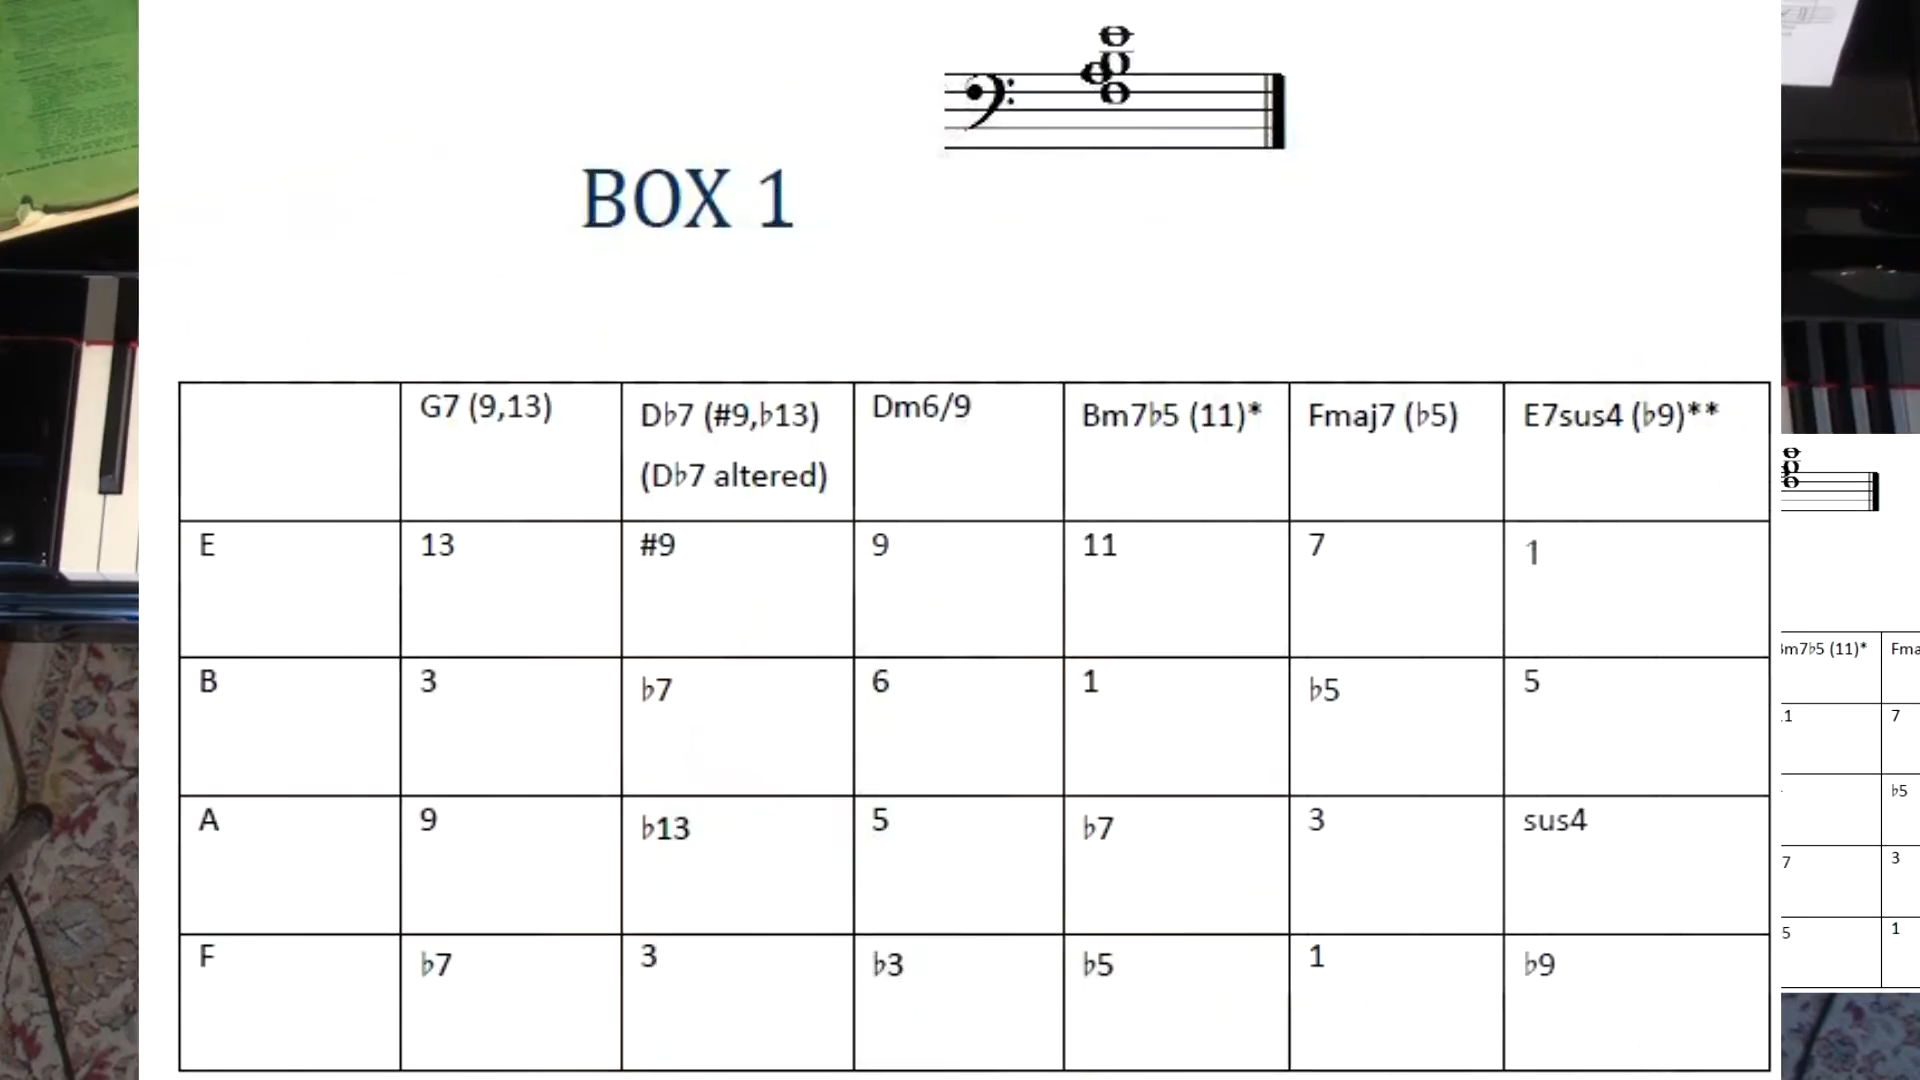 BOX 1
G7 (9,13) D♭7 (#9,♭13) Dm6/9 Bm7♭5 (11)* Fmaj7 (♭5) E7sus4 (♭9)**
(D♭7 altered)
E 13 #9 9 11 7 1
B 3 ♭7 6 1 ♭5 5
A 9 ♭13 5 ♭7 3 sus4
F ♭7 3 ♭3 ♭5 1 ♭9
m7♭5 (11)* Fma
1 7
♭5
7 3
5 1